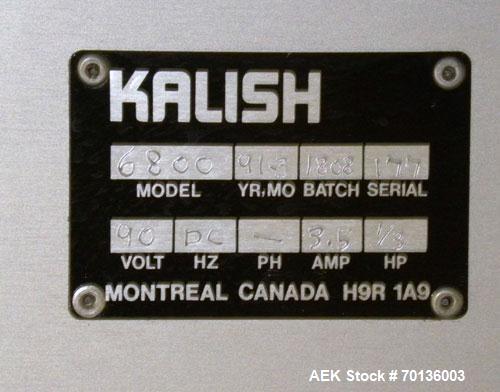 KALISH
6800 91-3 1808 177
MODEL YR,MO BATCH SERIAL
90 DC — 3.5 1/3
VOLT HZ PH AMP HP
MONTREAL CANADA H9R 1A9
AEK Stock # 70136003